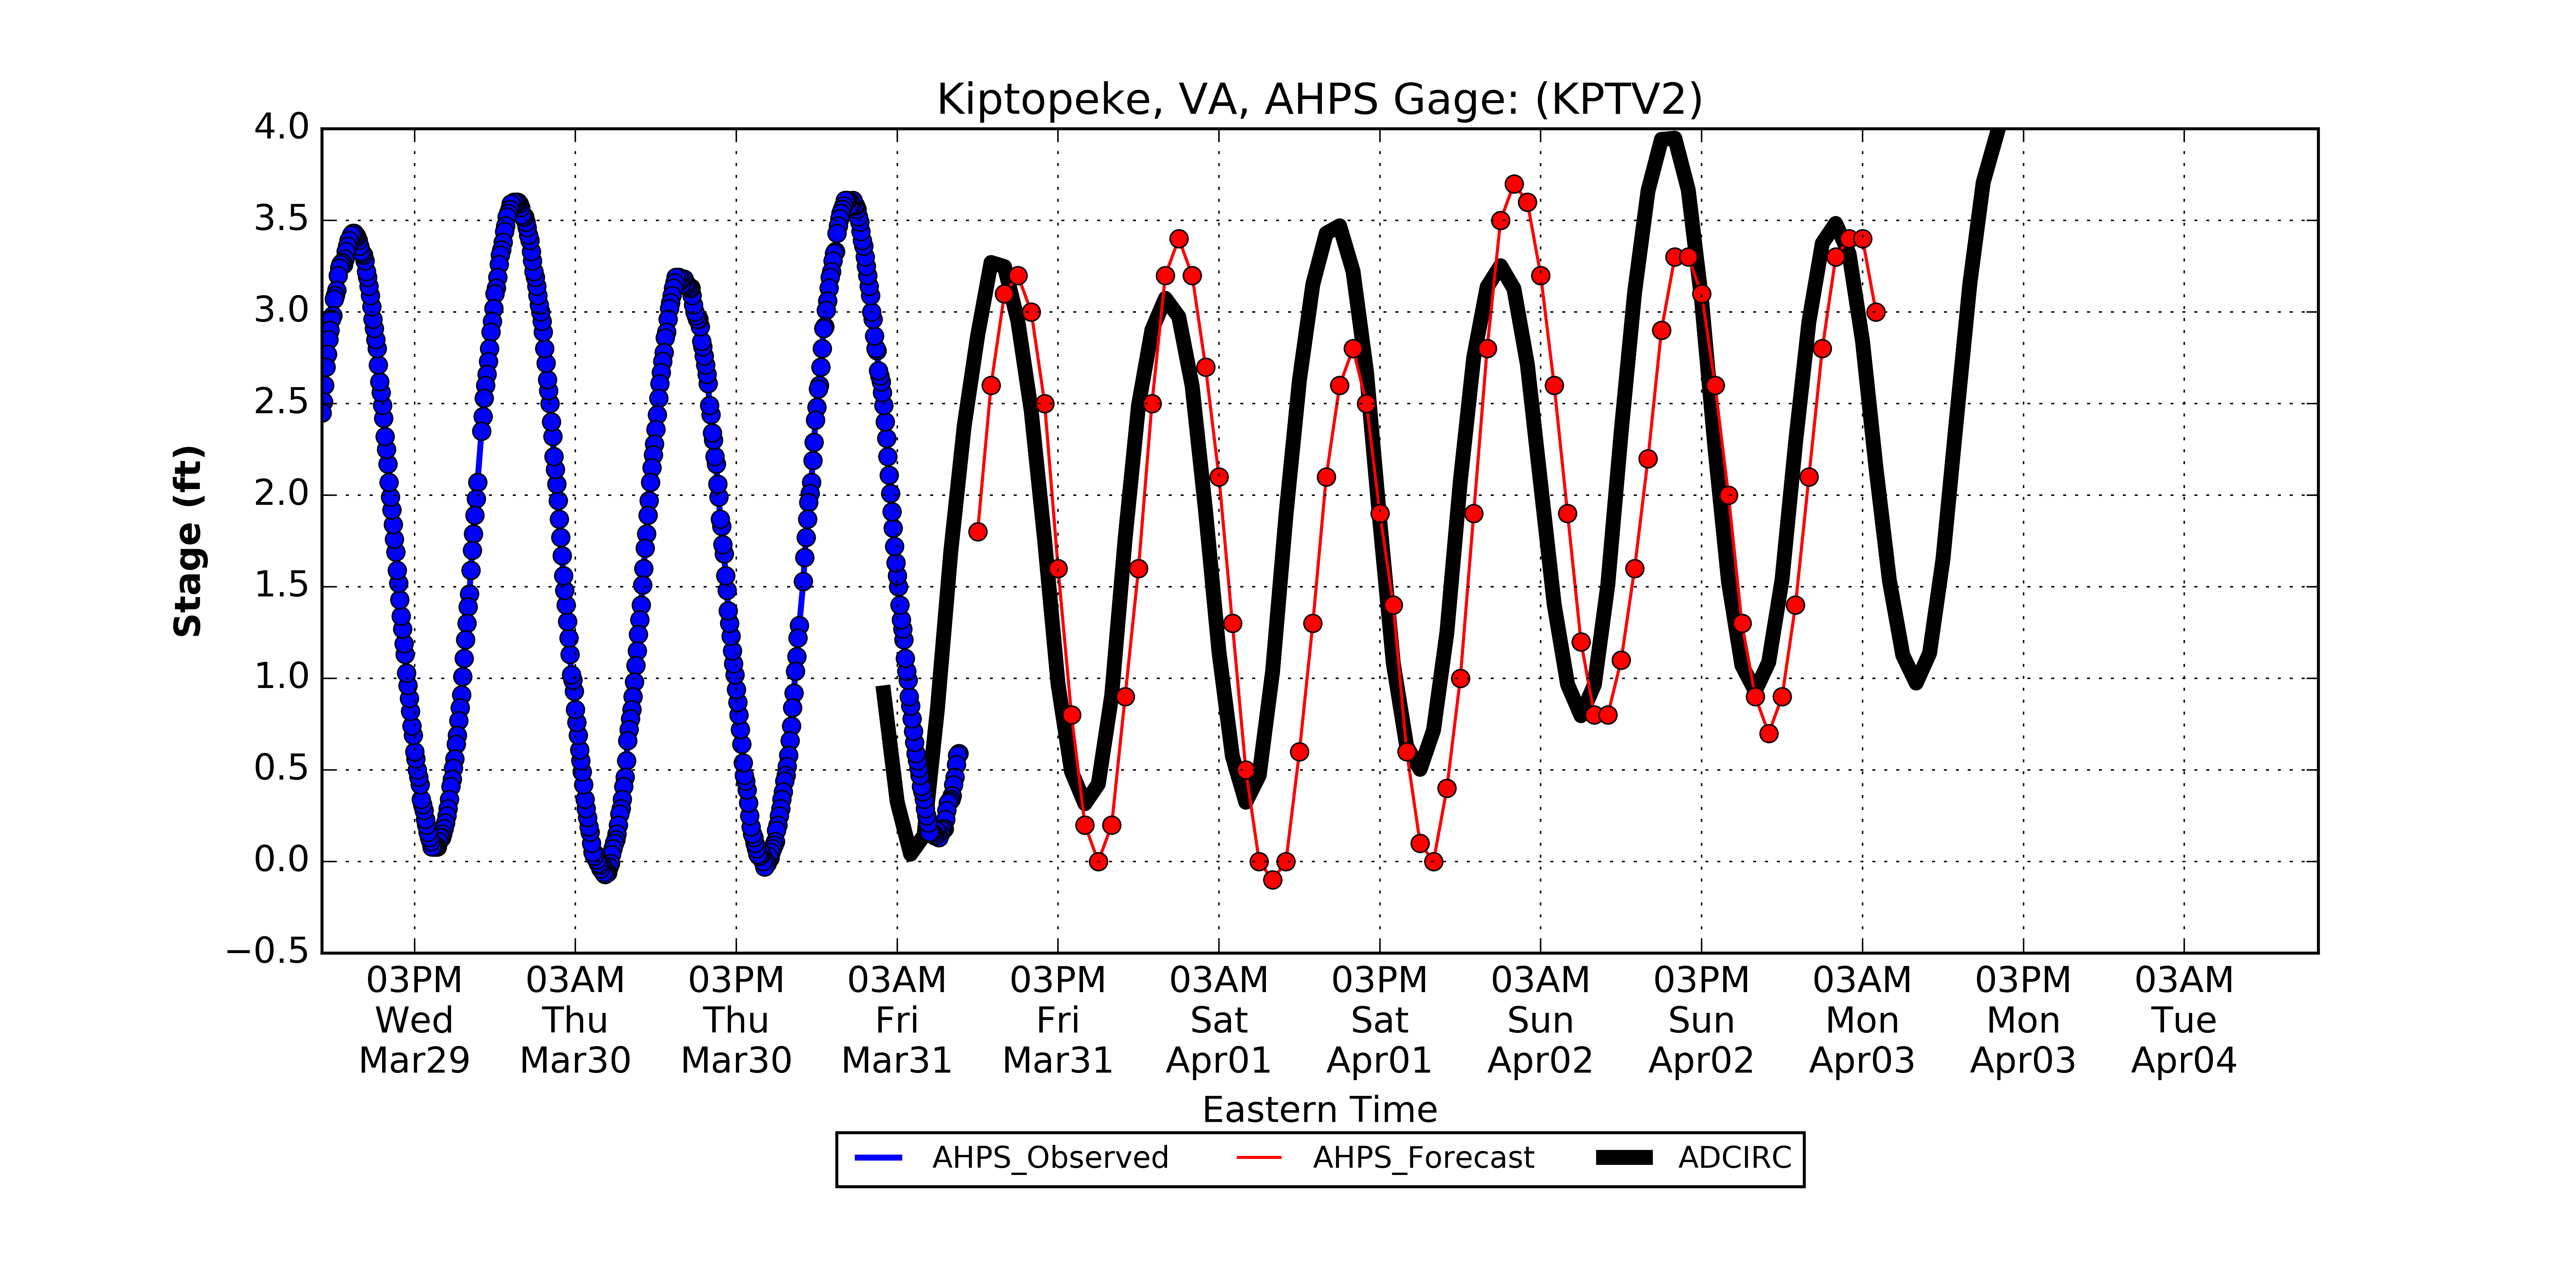 Kiptopeke, VA, AHPS Gage: (KPTV2)
4.0
3.5
3.0
2.5
2.0
1.5
1.0
0.5
0.0
−0.5
Stage (ft)
03PM 03AM 03PM 03AM 03PM 03AM 03PM 03AM 03PM 03AM 03PM 03AM
Wed Thu Thu Fri Fri Sat Sat Sun Sun Mon Mon Tue
Mar29 Mar30 Mar30 Mar31 Mar31 Apr01 Apr01 Apr02 Apr02 Apr03 Apr03 Apr04
Eastern Time
AHPS_Observed AHPS_Forecast ADCIRC